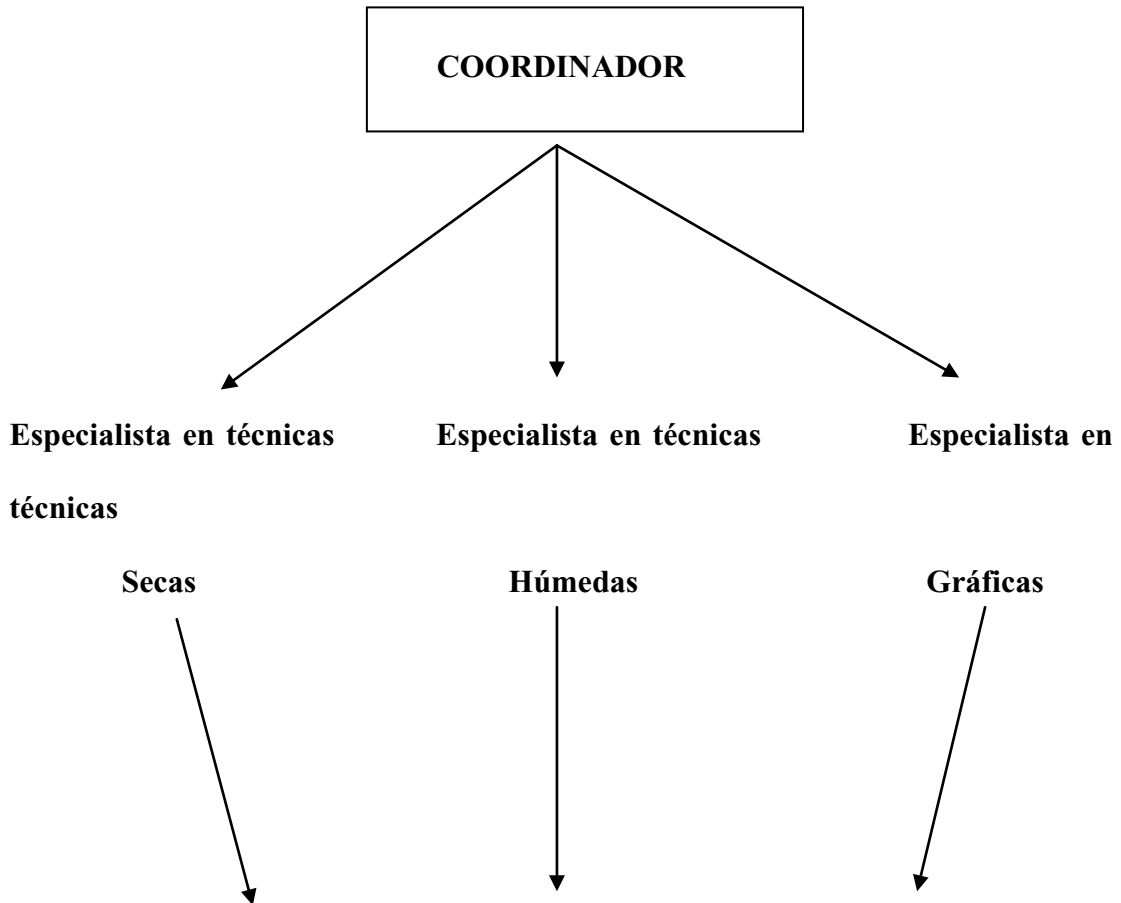 COORDINADOR
Especialista en técnicas Especialista en técnicas Especialista en
técnicas
Secas Húmedas Gráficas